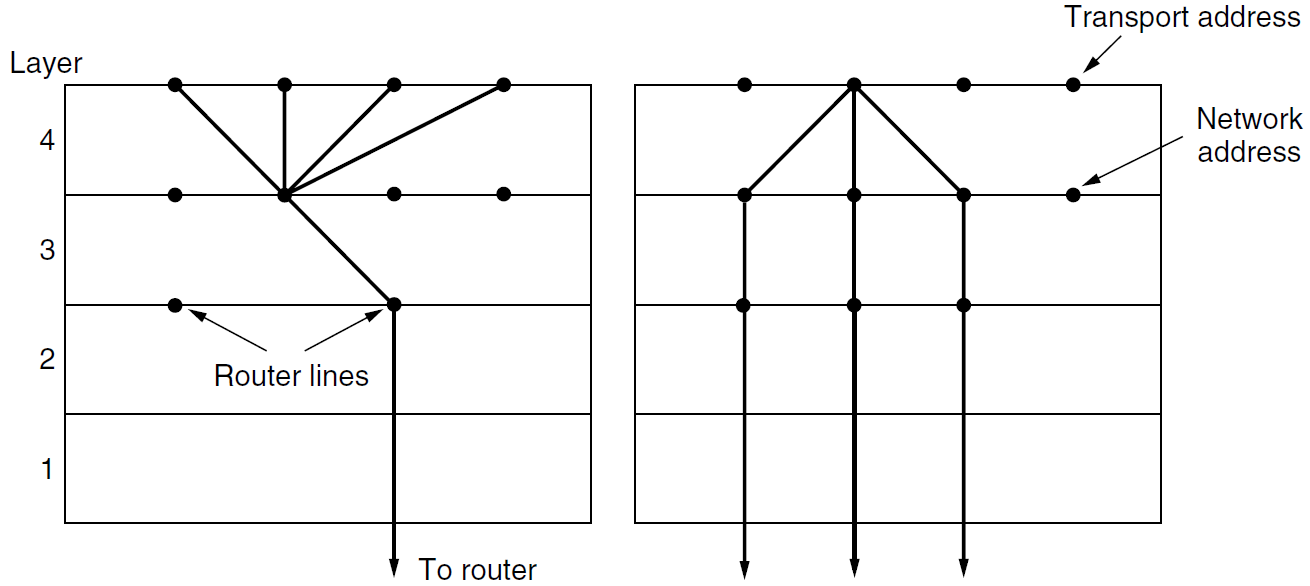 Transport address
Layer
Network
address
4
3
2
Router lines
1
To router